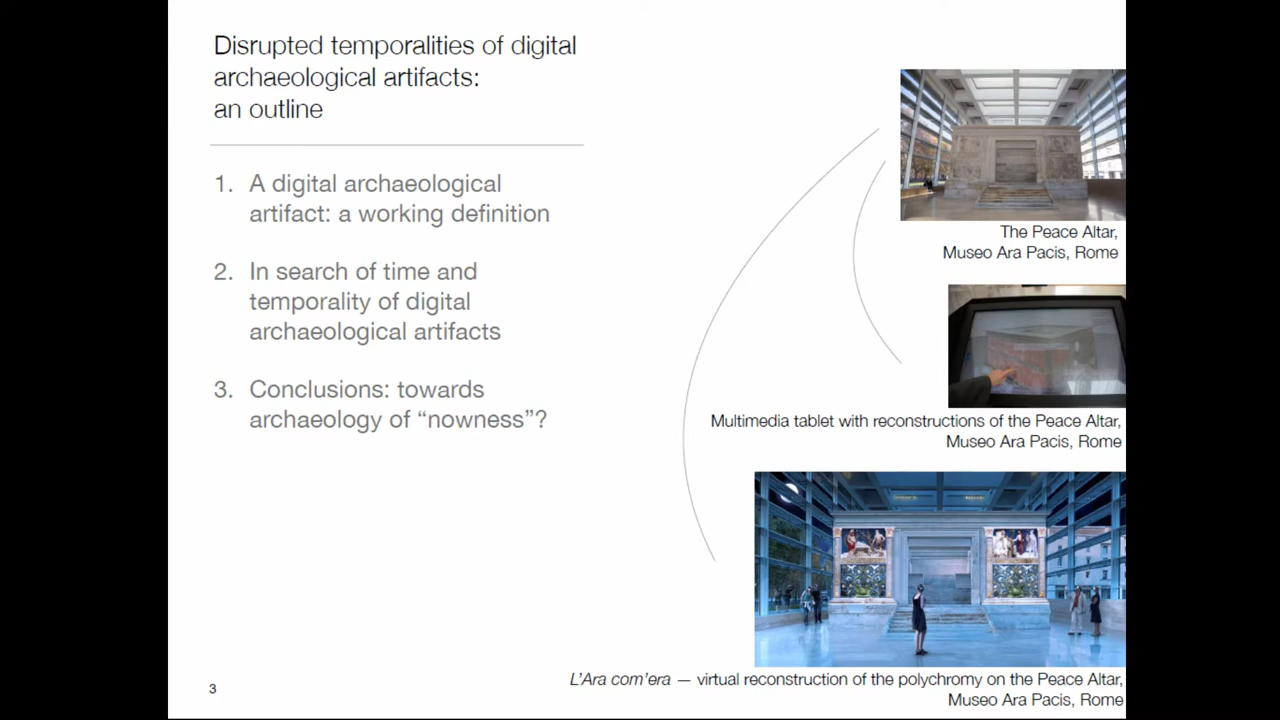 Disrupted temporalities of digital
archaeological artifacts:
an outline
1. A digital archaeological
artifact: a working definition
2. In search of time and
temporality of digital
archaeological artifacts
3. Conclusions: towards
archaeology of “nowness”?
The Peace Altar,
Museo Ara Pacis, Rome
Multimedia tablet with reconstructions of the Peace Altar,
Museo Ara Pacis, Rome
L’Ara com’era — virtual reconstruction of the polychromy on the Peace Altar,
Museo Ara Pacis, Rome
3